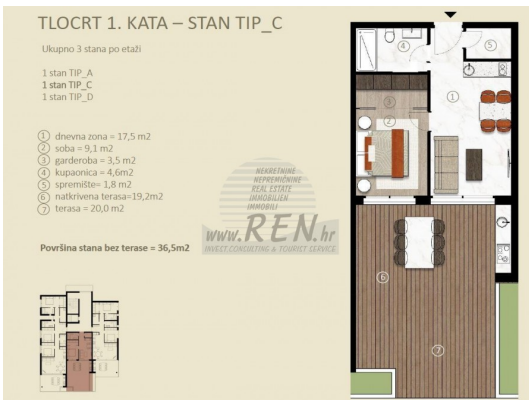 TLOCRT 1. KATA – STAN TIP_C
Ukupno 3 stana po etaži
1 stan TIP_A
1 stan TIP_C
1 stan TIP_D
1 dnevna zona = 17,5 m2
2 soba = 9,1 m2
3 garderoba = 3,5 m2
4 kupaonica = 4,6m2
5 spremište= 1,8 m2
6 natkrivena terasa=19,2m2
7 terasa = 20,0 m2
Površina stana bez terase = 36,5m2
NEKRETNINE
NEPREMIČNINE
REAL ESTATE
IMMOBILIEN
IMMOBILI
www.REN.hr
INVEST CONSULTING & TOURIST SERVICE
4
5
1
3
2
6
7